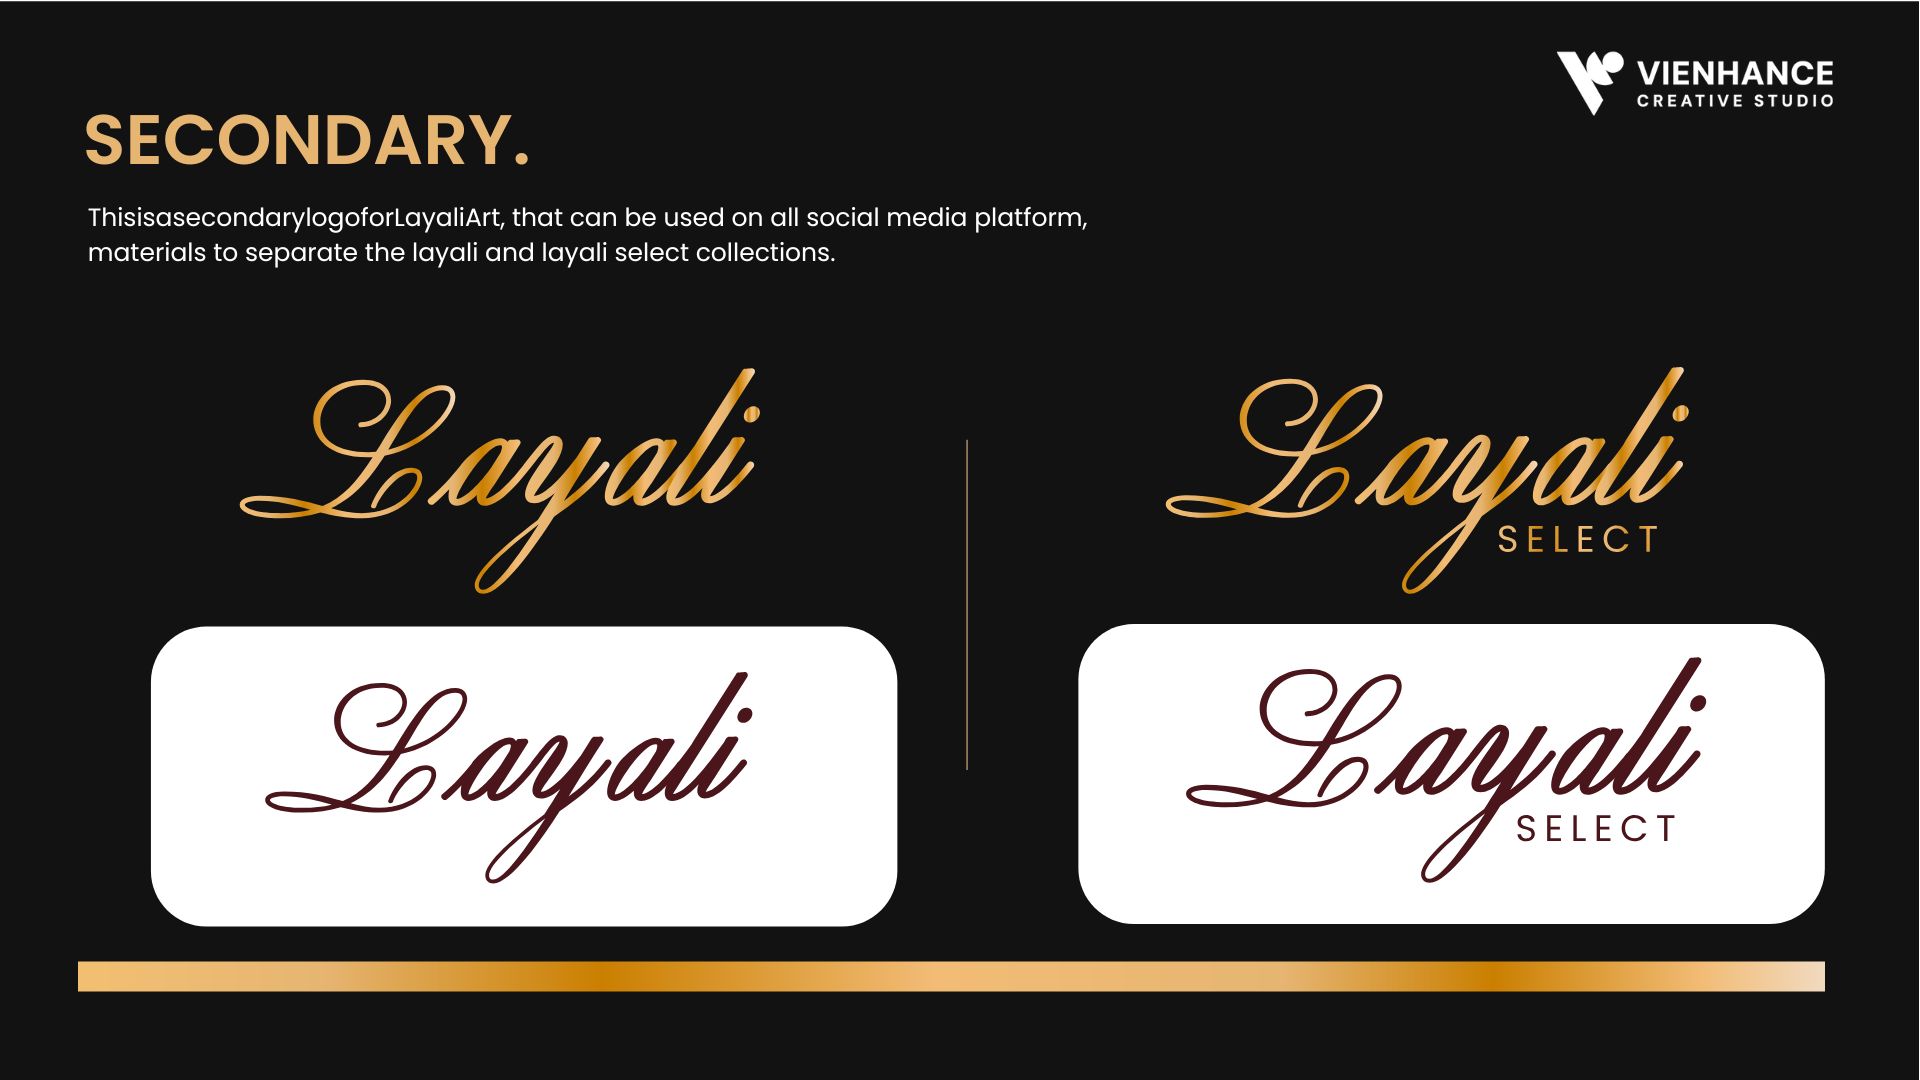 VIENHANCE
CREATIVE STUDIO
SECONDARY.
ThisisasecondarylogoforLayaliArt, that can be used on all social media platform,
materials to separate the layali and layali select collections.
Layali
Layali
SELECT
Layali
Layali
SELECT